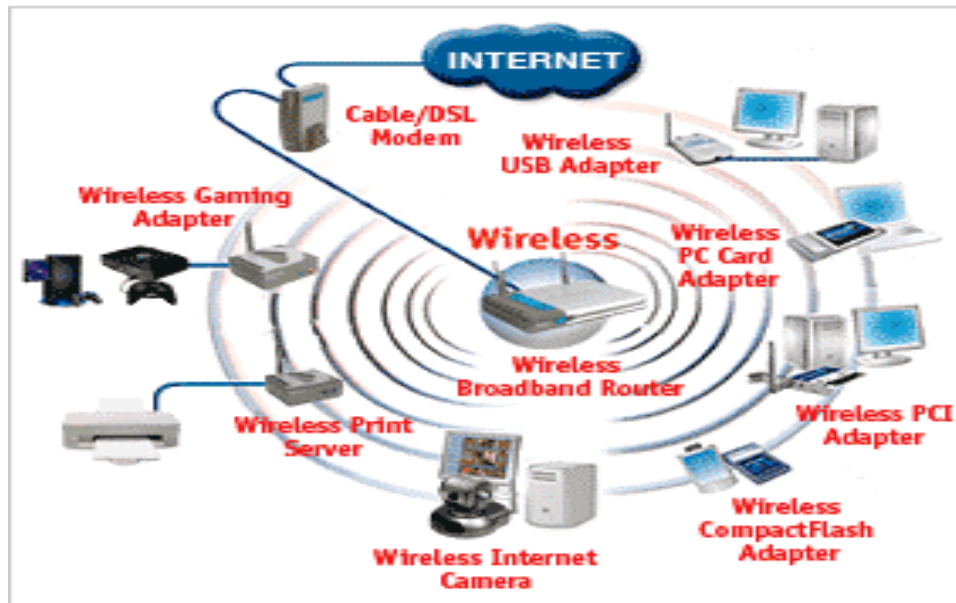 INTERNET
Cable/DSL
Modem
Wireless
USB Adapter
Wireless Gaming
Adapter
Wireless
Wireless
PC Card
Adapter
Wireless
Broadband Router
Wireless PCI
Adapter
Wireless Print
Server
Wireless
CompactFlash
Adapter
Wireless Internet
Camera